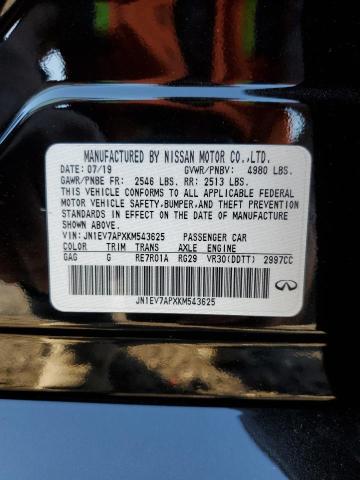 MANUFACTURED BY NISSAN MOTOR CO.,LTD.
DATE: 07/19 GVWR/PNBV: 4980 LBS.
GAWR/PNBE FR: 2546 LBS. RR: 2513 LBS.
THIS VEHICLE CONFORMS TO ALL APPLICABLE FEDERAL
MOTOR VEHICLE SAFETY,BUMPER, AND THEFT PREVENTION
STANDARDS IN EFFECT ON THE DATE OF MANUFACTURE
SHOWN ABOVE.
VIN: JN1EV7APXKM543625 PASSENGER CAR
COLOR TRIM TRANS AXLE ENGINE
GAG G RE7R01A RG29 VR30(DDTT) 2997CC
JN1EV7APXKM543625